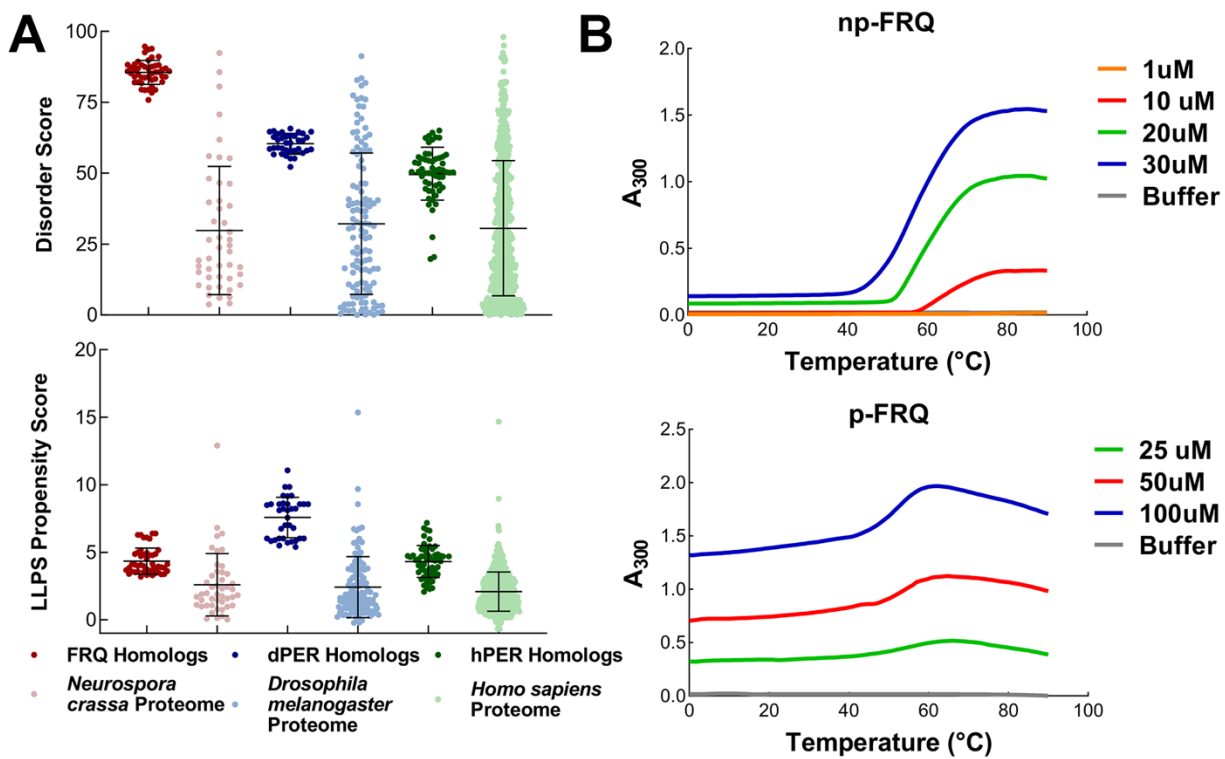 A
Disorder Score
100
75
50
25
0
LLPS Propensity Score
20
15
10
5
0
FRQ Homologs
dPER Homologs
hPER Homologs
Neurospora
crassa Proteome
Drosophila
melanogaster
Proteome
Homo sapiens
Proteome
B
np-FRQ
A300
2.0
1.5
1.0
0.5
0.0
0 20 40 60 80 100
Temperature (°C)
1uM
10 uM
20uM
30uM
Buffer
p-FRQ
A300
2.5
2.0
1.5
1.0
0.5
0.0
0 20 40 60 80 100
Temperature (°C)
25 uM
50uM
100uM
Buffer